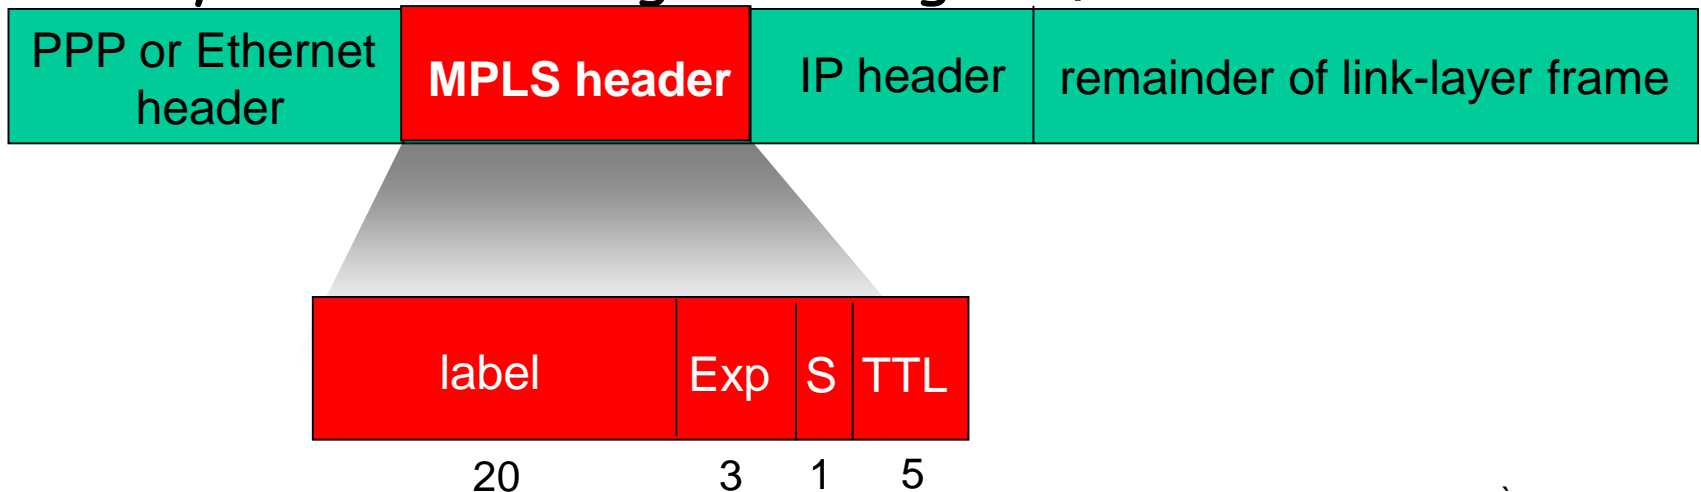 PPP or Ethernet
header
MPLS header
IP header
remainder of link-layer frame
label
Exp
S
TTL
20
3
1
5